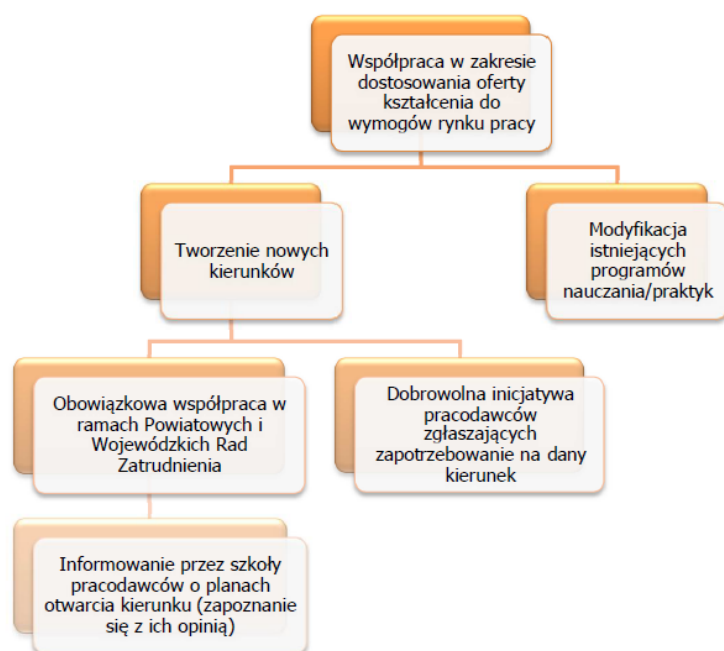 Współpraca w zakresie
dostosowania oferty
kształcenia do
wymogów rynku pracy
Tworzenie nowych
kierunków
Modyfikacja
istniejących
programów
nauczania/praktyk
Obowiązkowa współpraca w
ramach Powiatowych i
Wojewódzkich Rad
Zatrudnienia
Dobrowolna inicjatywa
pracodawców
zgłaszających
zapotrzebowanie na dany
kierunek
Informowanie przez szkoły
pracodawców o planach
otwarcia kierunku (zapoznanie
się z ich opinią)